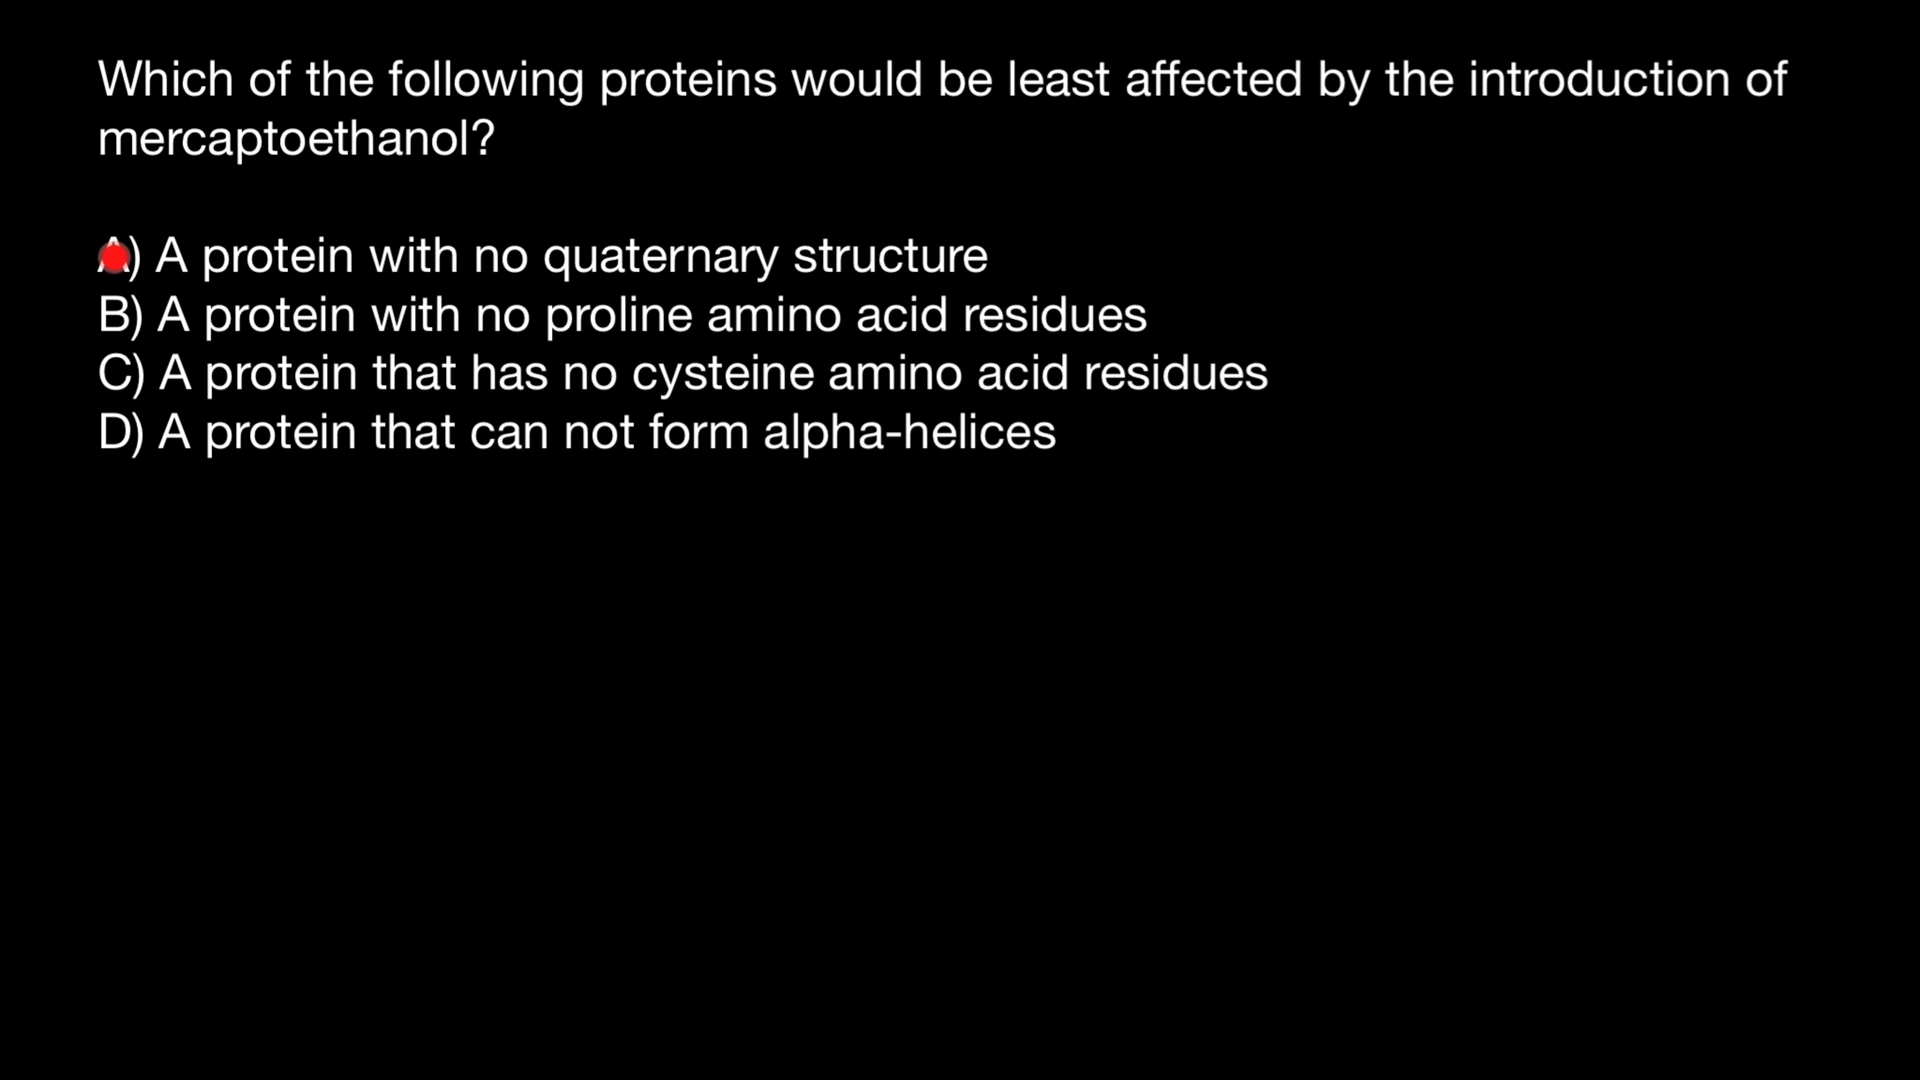 Which of the following proteins would be least affected by the introduction of
mercaptoethanol?
A) A protein with no quaternary structure
B) A protein with no proline amino acid residues
C) A protein that has no cysteine amino acid residues
D) A protein that can not form alpha-helices